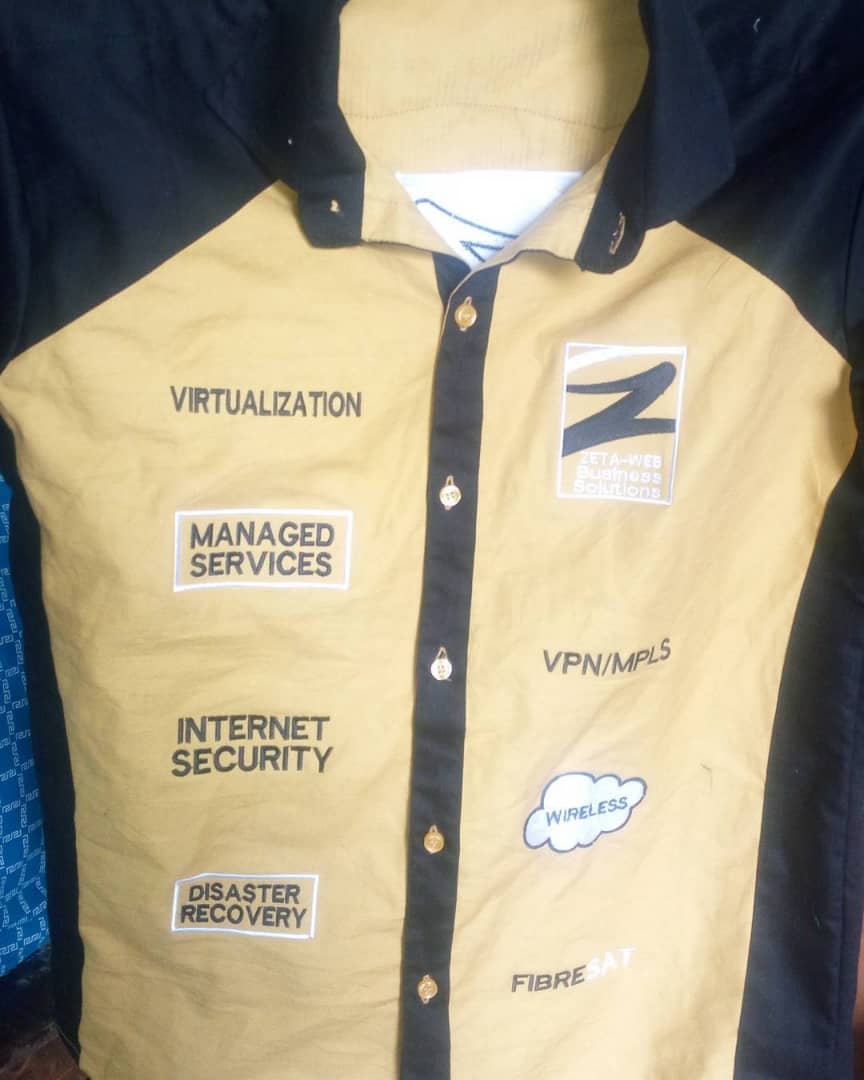 VIRTUALIZATION
MANAGED
SERVICES
INTERNET
SECURITY
DISASTER
RECOVERY
ZETA-WEB
Business
Solutions
VPN/MPLS
WIRELESS
FIBRESAT